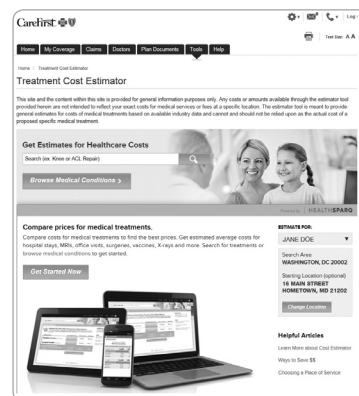 CareFirst
Log
Text Size: A A
Home
My Coverage
Claims
Doctors
Plan Documents
Tools
Help
Home
Treatment Cost Estimator
Treatment Cost Estimator
This site and the content within this site is provided for general information purposes only. Any costs or amounts available through the estimator tool
provided herein are not intended to reflect your exact costs for medical services or fees at a specific location. The estimator tool is meant to provide
general estimates for costs of medical treatments based on available industry data and cannot and should not be relied upon as the actual cost of a
proposed specific medical treatment.
Get Estimates for Healthcare Costs
Search (ex. Knee or ACL Repair)
Browse Medical Conditions >
Powered by HEALTHSPARQ
Compare prices for medical treatments.
Compare costs for medical treatments to find the best prices. Get estimated average costs for
hospital stays, MRIs, office visits, surgeries, vaccines, X-rays and more. Search for treatments or
browse medical conditions to get started.
Get Started Now
ESTIMATE FOR:
JANE DOE
Search Area
WASHINGTON, DC 20002
Starting Location (optional)
16 MAIN STREET
HOMETOWN, MD 21202
Change Location
Helpful Articles
Learn More about Cost Estimator
Ways to Save $$
Choosing a Place of Service